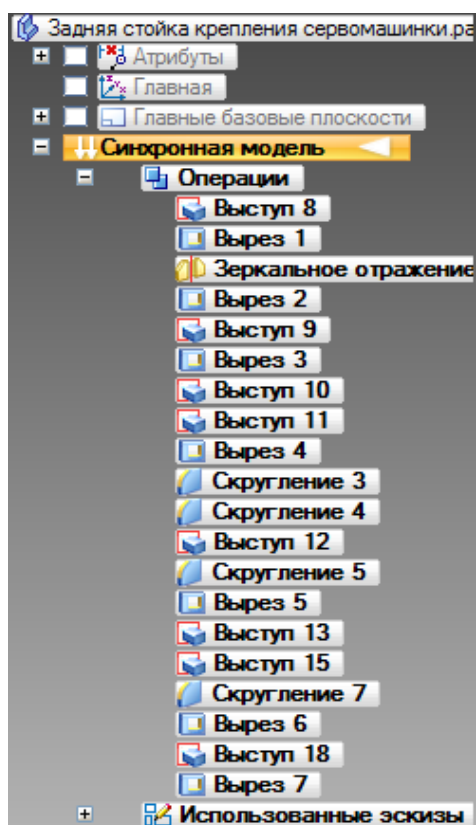 Задняя стойка крепления сервомашинки.pa
Атрибуты
Главная
Главные базовые плоскости
Синхронная модель
Операции
Выступ 8
Вырез 1
Зеркальное отражение
Вырез 2
Выступ 9
Вырез 3
Выступ 10
Выступ 11
Вырез 4
Скругление 3
Скругление 4
Выступ 12
Скругление 5
Вырез 5
Выступ 13
Выступ 15
Скругление 7
Вырез 6
Выступ 18
Вырез 7
Использованные эскизы